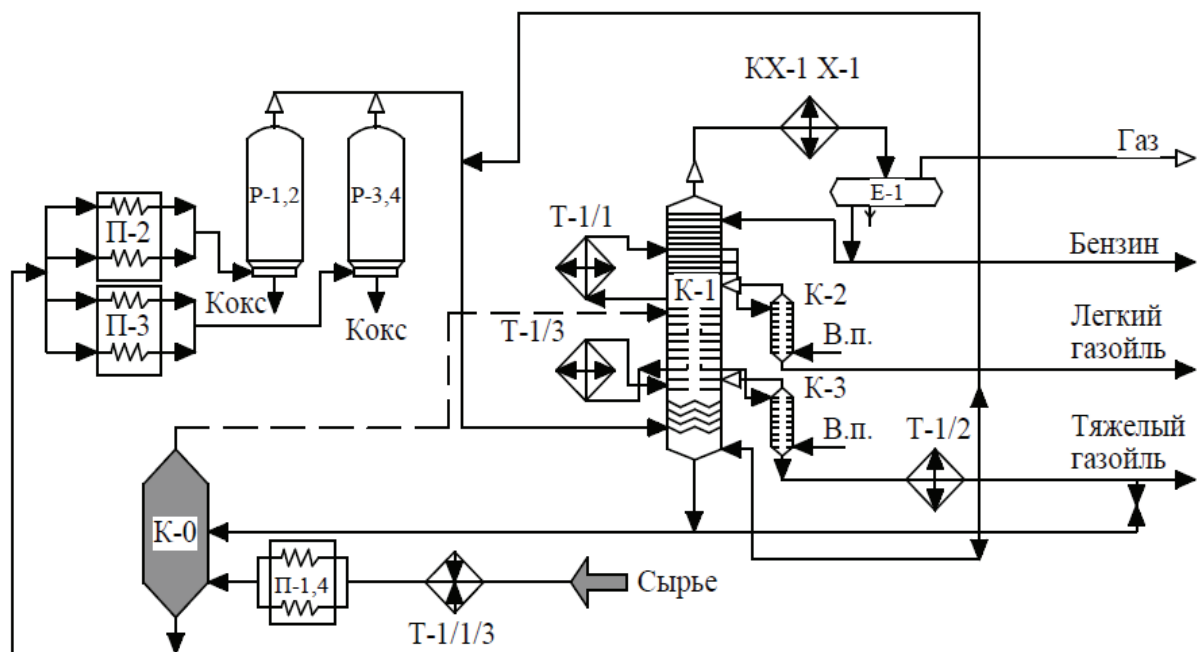 КХ-1 Х-1
Газ
Р-1,2
Р-3,4
Е-1
Т-1/1
П-2
Бензин
К-1
К-2
Кокс
П-3
Кокс
Т-1/3
В.п.
Легкий
газойль
К-3
В.п.
Т-1/2
Тяжелый
газойль
К-0
П-1,4
Сырье
Т-1/1/3